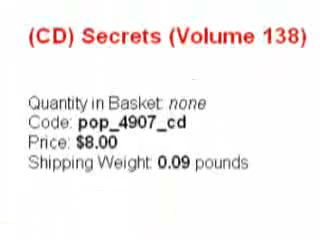 (CD) Secrets (Volume 138)
Quantity in Basket: none
Code: pop_4907_cd
Price: $8.00
Shipping Weight: 0.09 pounds